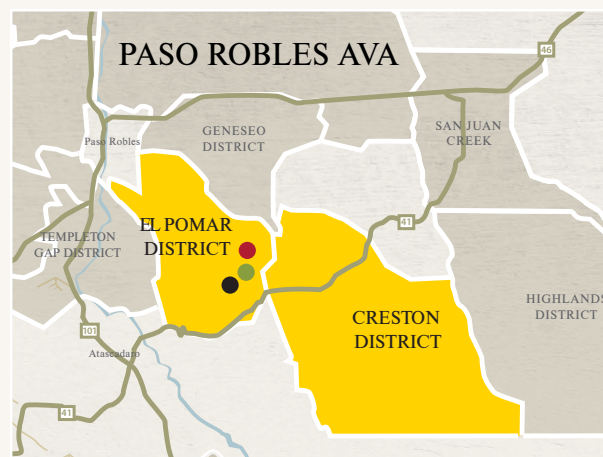 PASO ROBLES AVA
46
GENESEO
DISTRICT
SAN JUAN
CREEK
Paso Robles
41
EL POMAR
DISTRICT
TEMPLETON
GAP DISTRICT
HIGHLANDS
DISTRICT
CRESTON
DISTRICT
101
Atascadaro
41